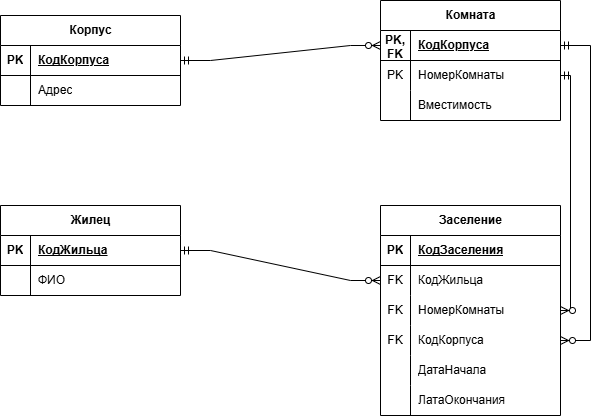 Корпус
PK КодКорпуса
Адрес
Комната
PK, FK КодКорпуса
PK НомерКомнаты
Вместимость
Жилец
PK КодЖильца
ФИО
Заселение
PK КодЗаселения
FK КодЖильца
FK НомерКомнаты
FK КодКорпуса
ДатаНачала
ЛатаОкончания